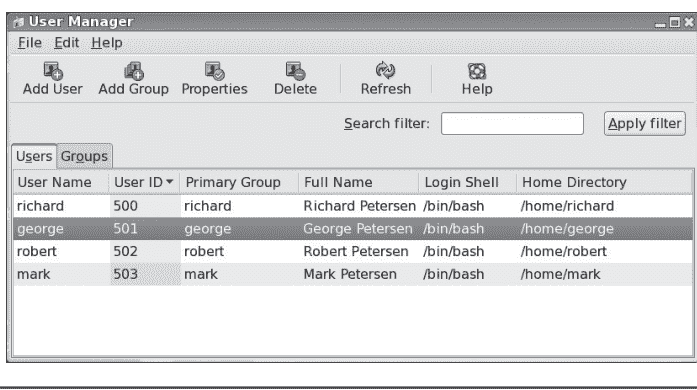 User Manager
File Edit Help
Add User Add Group Properties Delete Refresh Help
Search filter: Apply filter
Users Groups
User Name User ID Primary Group Full Name Login Shell Home Directory
richard 500 richard Richard Petersen /bin/bash /home/richard
george 501 george George Petersen /bin/bash /home/george
robert 502 robert Robert Petersen /bin/bash /home/robert
mark 503 mark Mark Petersen /bin/bash /home/mark